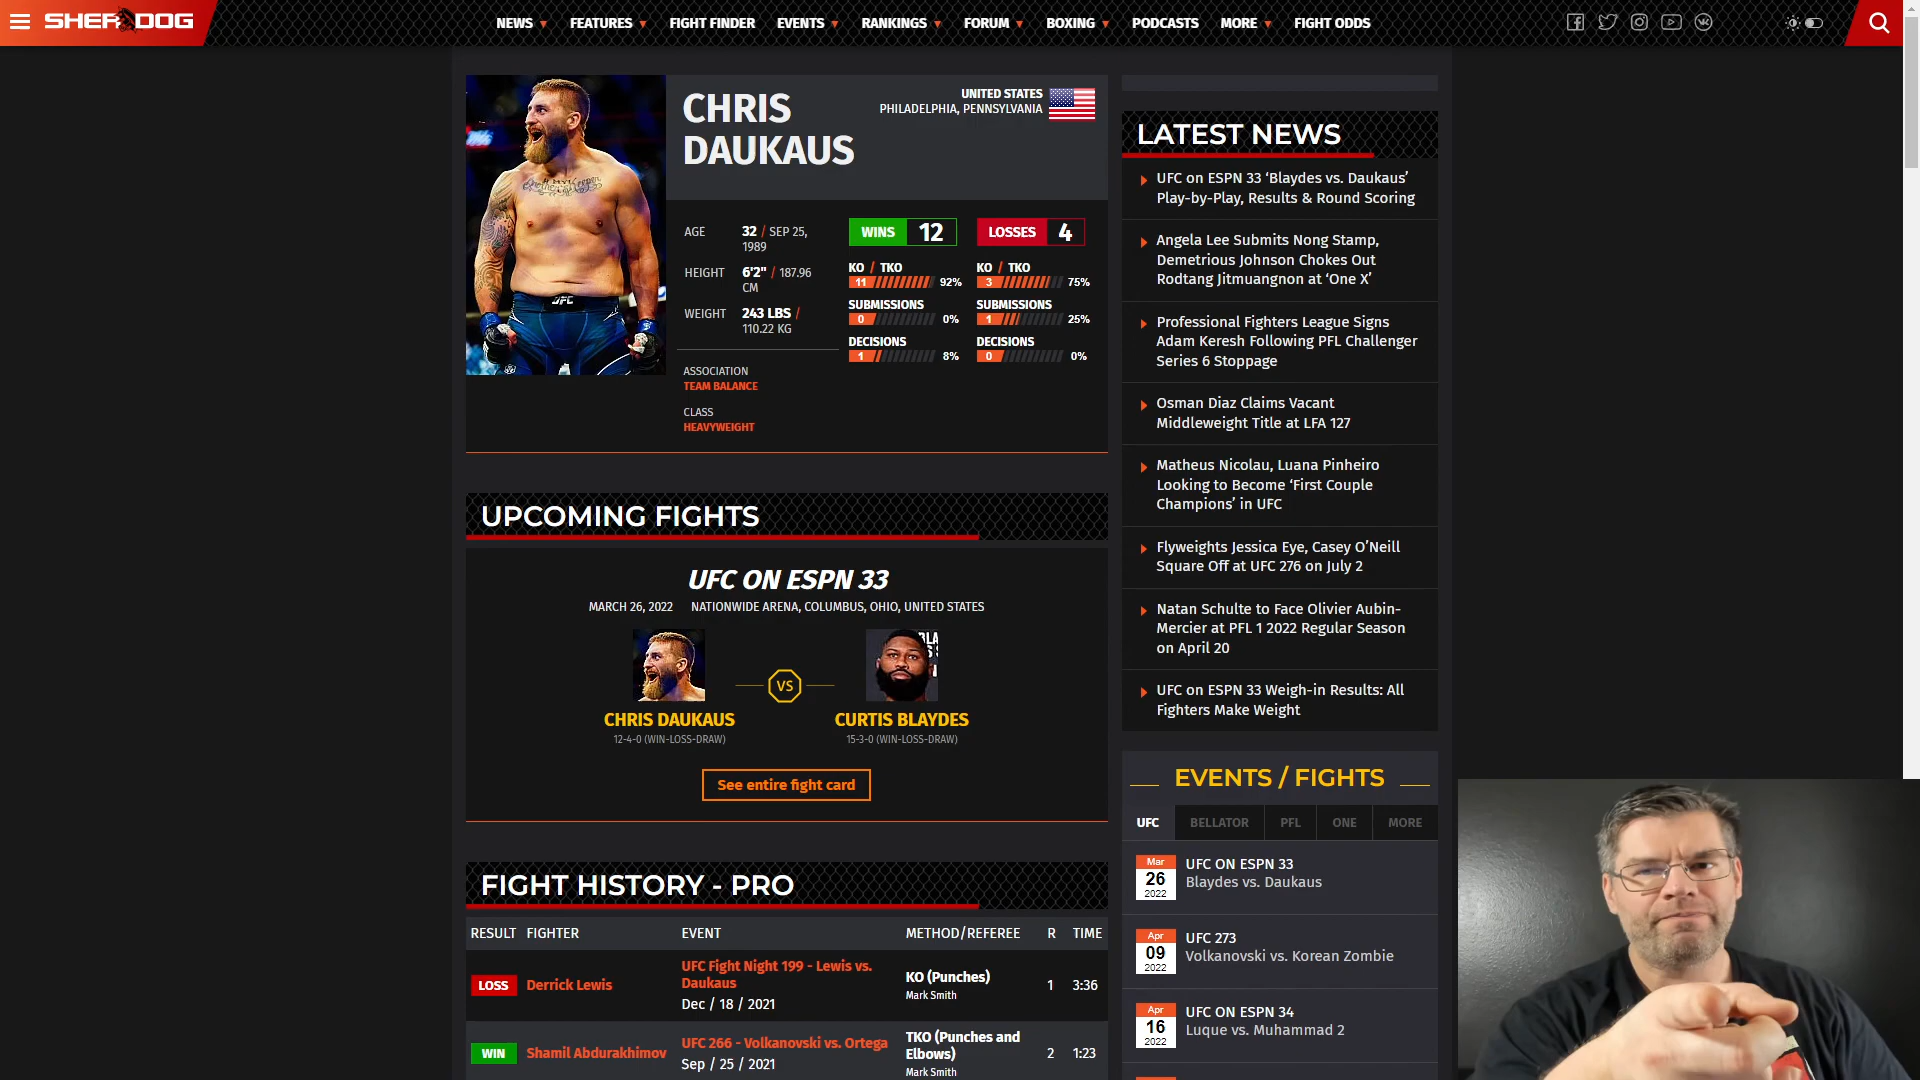 SHERDOG
NEWS FEATURES FIGHT FINDER EVENTS RANKINGS FORUM BOXING PODCASTS MORE FIGHT ODDS
CHRIS
DAUKAUS
UNITED STATES
PHILADELPHIA, PENNSYLVANIA
AGE 32 / SEP 25,
1989
HEIGHT 6'2" / 187.96
CM
WEIGHT 243 LBS /
110.22 KG
ASSOCIATION
TEAM BALANCE
CLASS
HEAVYWEIGHT
WINS 12
KO / TKO
11 92%
SUBMISSIONS
0 0%
DECISIONS
1 8%
LOSSES 4
KO / TKO
3 75%
SUBMISSIONS
1 25%
DECISIONS
0 0%
UFC
UPCOMING FIGHTS
UFC ON ESPN 33
MARCH 26, 2022 NATIONWIDE ARENA, COLUMBUS, OHIO, UNITED STATES
VS
CHRIS DAUKAUS CURTIS BLAYDES
12-4-0 (WIN-LOSS-DRAW) 15-3-0 (WIN-LOSS-DRAW)
See entire fight card
FIGHT HISTORY - PRO
RESULT FIGHTER EVENT METHOD/REFEREE R TIME
LOSS Derrick Lewis UFC Fight Night 199 - Lewis vs.
Daukaus
Dec / 18 / 2021
KO (Punches)
Mark Smith
1 3:36
WIN Shamil Abdurakhimov UFC 266 - Volkanovski vs. Ortega
Sep / 25 / 2021
TKO (Punches and
Elbows)
Mark Smith
2 1:23
LATEST NEWS
UFC on ESPN 33 ‘Blaydes vs. Daukaus’
Play-by-Play, Results & Round Scoring
Angela Lee Submits Nong Stamp,
Demetrious Johnson Chokes Out
Rodtang Jitmuangnon at ‘One X’
Professional Fighters League Signs
Adam Keresh Following PFL Challenger
Series 6 Stoppage
Osman Diaz Claims Vacant
Middleweight Title at LFA 127
Matheus Nicolau, Luana Pinheiro
Looking to Become ‘First Couple
Champions’ in UFC
Flyweights Jessica Eye, Casey O’Neill
Square Off at UFC 276 on July 2
Natan Schulte to Face Olivier Aubin-
Mercier at PFL 1 2022 Regular Season
on April 20
UFC on ESPN 33 Weigh-in Results: All
Fighters Make Weight
EVENTS / FIGHTS
UFC BELLATOR PFL ONE MORE
Mar
26
2022
UFC ON ESPN 33
Blaydes vs. Daukaus
Apr
09
2022
UFC 273
Volkanovski vs. Korean Zombie
Apr
16
2022
UFC ON ESPN 34
Luque vs. Muhammad 2